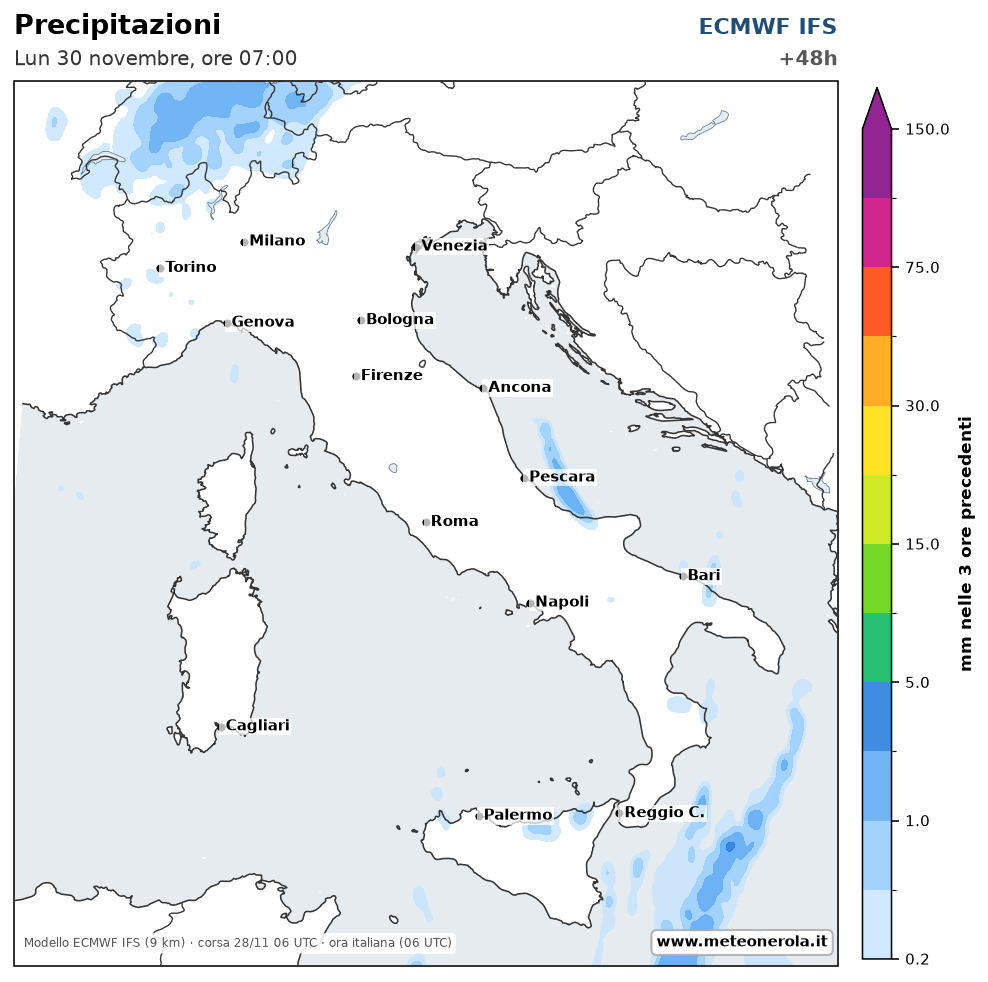 Precipitazioni
ECMWF IFS
Lun 30 novembre, ore 07:00
+48h
150.0
Milano
Venezia
Torino
75.0
Genova
Bologna
Firenze
Ancona
30.0
Pescara
Roma
15.0
Bari
Napoli
mm nelle 3 ore precedenti
5.0
Cagliari
Palermo
Reggio C.
1.0
Modello ECMWF IFS (9 km) · corsa 28/11 06 UTC · ora italiana (06 UTC)
www.meteonerola.it
0.2